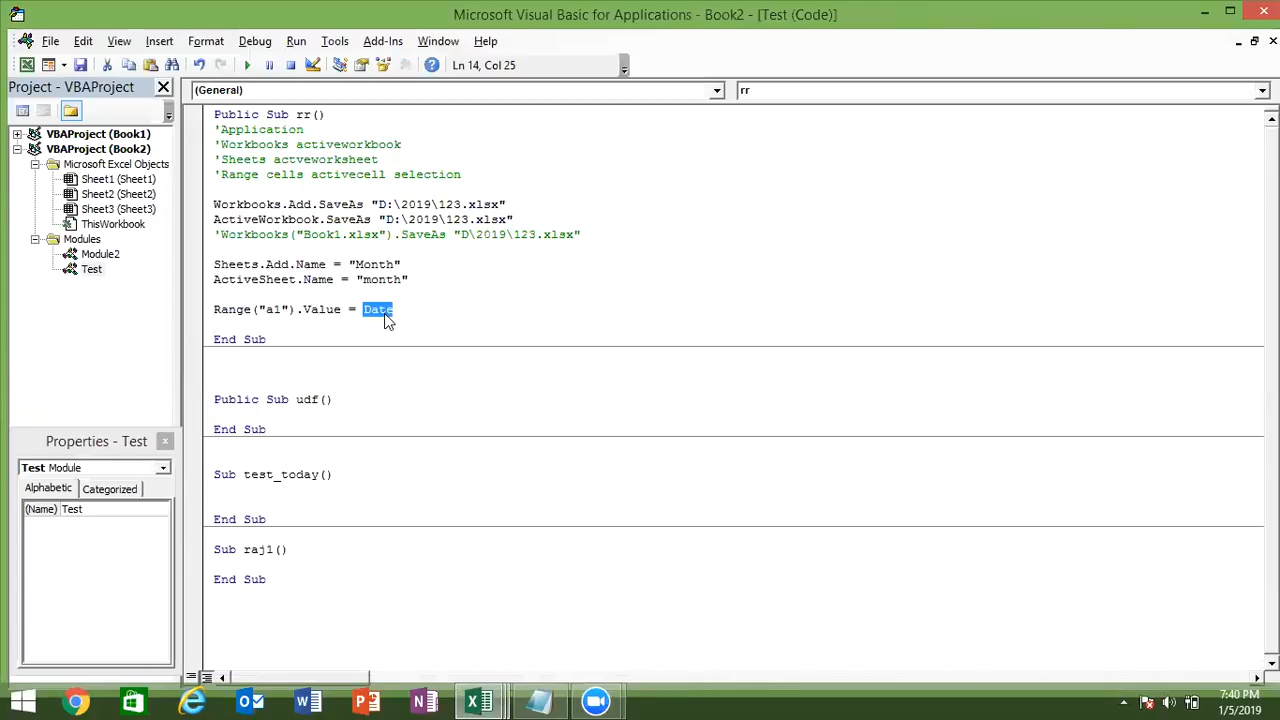 Microsoft Visual Basic for Applications - Book2 - [Test (Code)]
File Edit View Insert Format Debug Run Tools Add-Ins Window Help
Ln 14, Col 25
Project - VBAProject
(General)
rr
VBAProject (Book1)
VBAProject (Book2)
Microsoft Excel Objects
Sheet1 (Sheet1)
Sheet2 (Sheet2)
Sheet3 (Sheet3)
ThisWorkbook
Modules
Module2
Test
Public Sub rr()
'Application
'Workbooks activeworkbook
'Sheets actveworksheet
'Range cells activecell selection
Workbooks.Add.SaveAs "D:\2019\123.xlsx"
ActiveWorkbook.SaveAs "D:\2019\123.xlsx"
'Workbooks("Book1.xlsx").SaveAs "D\2019\123.xlsx"
Sheets.Add.Name = "Month"
ActiveSheet.Name = "month"
Range("a1").Value = Date
End Sub
Public Sub udf()
End Sub
Sub test_today()
End Sub
Sub raj1()
End Sub
Properties - Test
Test Module
Alphabetic Categorized
(Name) Test
7:40 PM
1/5/2019